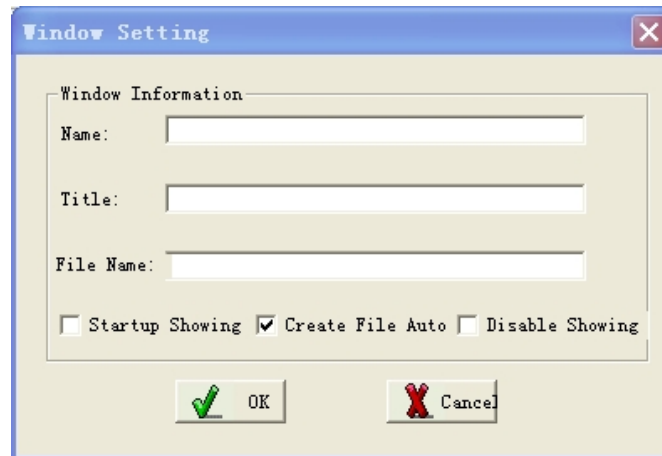 Window Setting
Window Information
Name:
Title:
File Name:
Startup Showing Create File Auto Disable Showing
OK Cancel